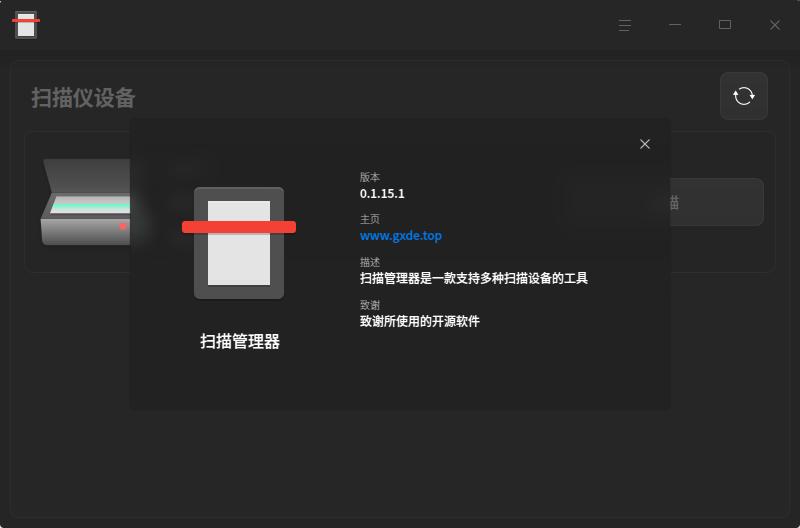 扫描仪设备
版本
0.1.15.1
主页
www.gxde.top
描述
扫描管理器是一款支持多种扫描设备的工具
致谢
致谢所使用的开源软件
扫描管理器
描